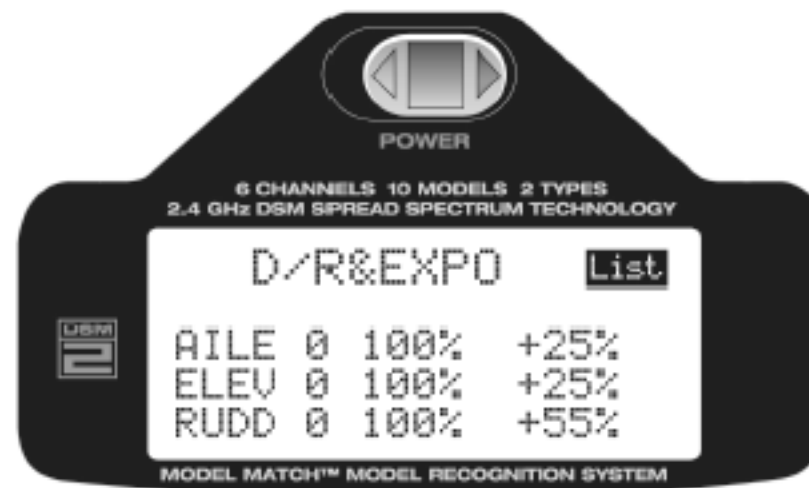 POWER
6 CHANNELS 10 MODELS 2 TYPES
2.4 GHz DSM SPREAD SPECTRUM TECHNOLOGY
D/R&EXPO List
AILE 0 100% +25%
DSM
2
ELEV 0 100% +25%
RUDD 0 100% +55%
MODEL MATCH™ MODEL RECOGNITION SYSTEM